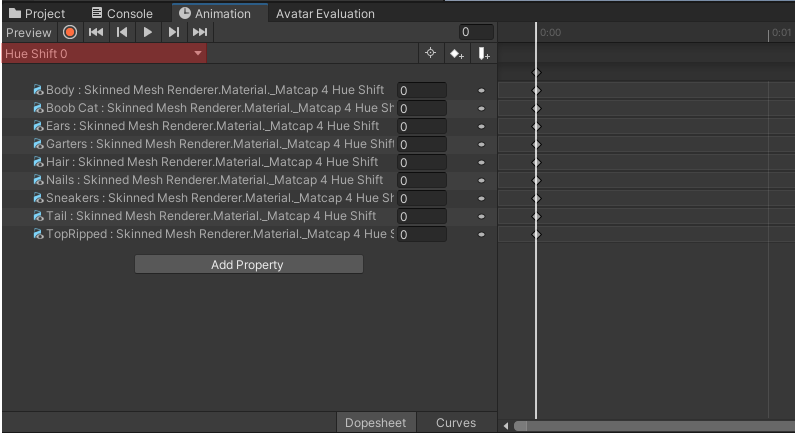 Project Console Animation Avatar Evaluation
Preview 0 0:00 0:01
Hue Shift 0
Body : Skinned Mesh Renderer.Material._Matcap 4 Hue Shift 0
Boob Cat : Skinned Mesh Renderer.Material._Matcap 4 Hue Sh 0
Ears : Skinned Mesh Renderer.Material._Matcap 4 Hue Shift 0
Garters : Skinned Mesh Renderer.Material._Matcap 4 Hue Shift 0
Hair : Skinned Mesh Renderer.Material._Matcap 4 Hue Shift 0
Nails : Skinned Mesh Renderer.Material._Matcap 4 Hue Shift 0
Sneakers : Skinned Mesh Renderer.Material._Matcap 4 Hue Sh 0
Tail : Skinned Mesh Renderer.Material._Matcap 4 Hue Shift 0
TopRipped : Skinned Mesh Renderer.Material._Matcap 4 Hue S 0
Add Property
Dopesheet Curves